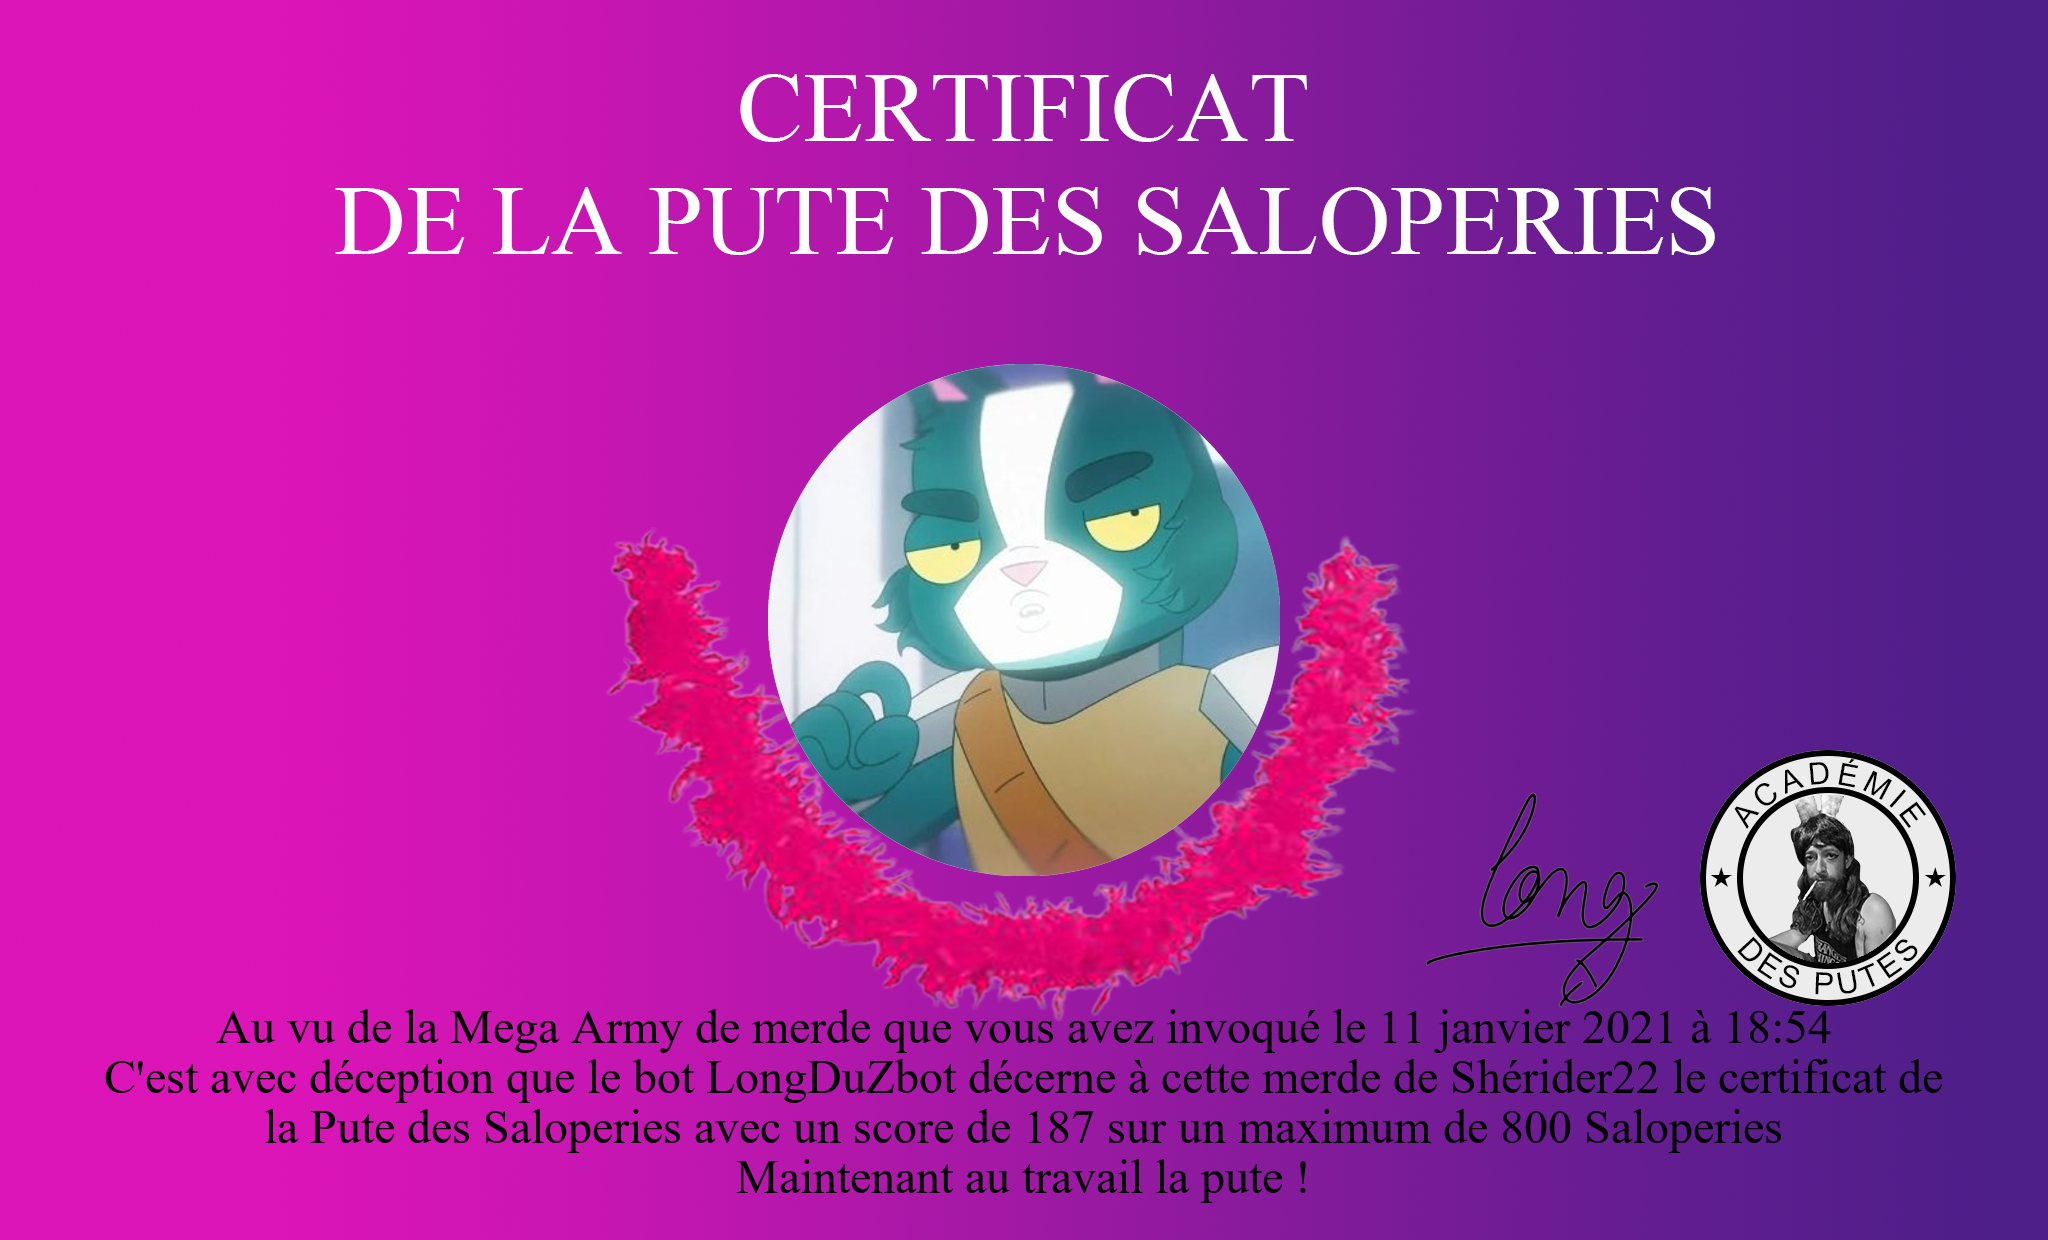 CERTIFICAT
DE LA PUTE DES SALOPERIES
long
ACADÉMIE
DES PUTES
Au vu de la Mega Army de merde que vous avez invoqué le 11 janvier 2021 à 18:54
C'est avec déception que le bot LongDuZbot décerne à cette merde de Shérider22 le certificat de
la Pute des Saloperies avec un score de 187 sur un maximum de 800 Saloperies
Maintenant au travail la pute !